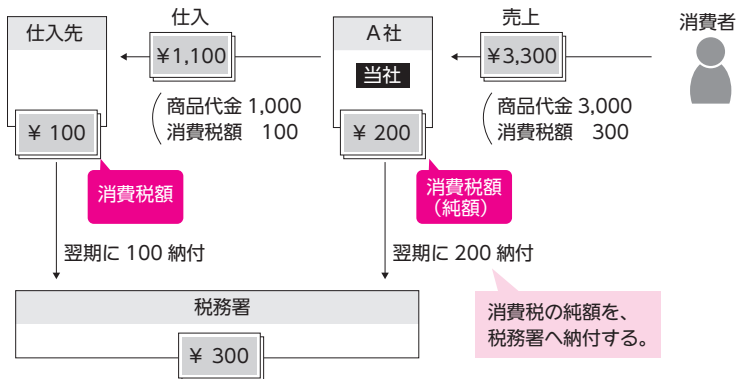 仕入
売上
消費者
仕入先
A社
¥1,100
¥3,300
当社
商品代金 1,000
消費税額 100
商品代金 3,000
消費税額 300
¥ 100
¥ 200
消費税額
消費税額
（純額）
翌期に 100 納付
翌期に 200 納付
税務署
¥ 300
消費税の純額を、
税務署へ納付する。